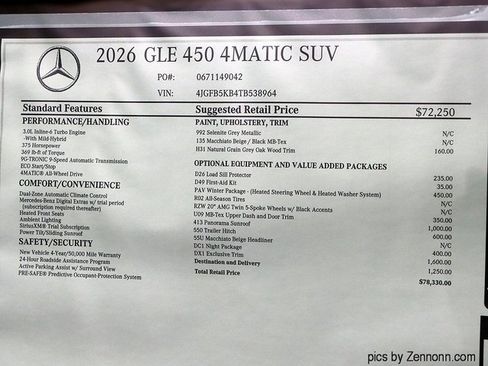 2026 GLE 450 4MATIC SUV
PO#: 0671149042
VIN: 4JGFB5KB4TB538964
Standard Features
Suggested Retail Price $72,250
PERFORMANCE/HANDLING
3.0L Inline-6 Turbo Engine
-With Mild-Hybrid
375 Horsepower
369 lb-ft of Torque
9G-TRONIC 9-Speed Automatic Transmission
ECO Start/Stop
4MATIC® All-Wheel Drive
COMFORT/CONVENIENCE
Dual-Zone Automatic Climate Control
Mercedes-Benz Digital Extras w/ trial period
(subscription required thereafter)
Heated Front Seats
Ambient Lighting
SiriusXM® Trial Subscription
Power Tilt/Sliding Sunroof
SAFETY/SECURITY
New Vehicle 4-Year/50,000 Mile Warranty
24-Hour Roadside Assistance Program
Active Parking Assist w/ Surround View
PRE-SAFE® Predictive Occupant-Protection System
PAINT, UPHOLSTERY, TRIM
992 Selenite Grey Metallic N/C
135 Macchiato Beige / Black MB-Tex N/C
H31 Natural Grain Grey Oak Wood Trim 160.00
OPTIONAL EQUIPMENT AND VALUE ADDED PACKAGES
D26 Load Sill Protector 235.00
D49 First-Aid Kit 35.00
PAV Winter Package - (Heated Steering Wheel & Heated Washer System) 450.00
R02 All-Season Tires N/C
RZW 20" AMG Twin 5-Spoke Wheels w/ Black Accents N/C
U09 MB-Tex Upper Dash and Door Trim 350.00
413 Panorama Sunroof 1,000.00
550 Trailer Hitch 600.00
55U Macchiato Beige Headliner N/C
DC1 Night Package 400.00
DX1 Exclusive Trim 1,600.00
Destination and Delivery 1,250.00
Total Retail Price $78,330.00
pics by Zennonn.com